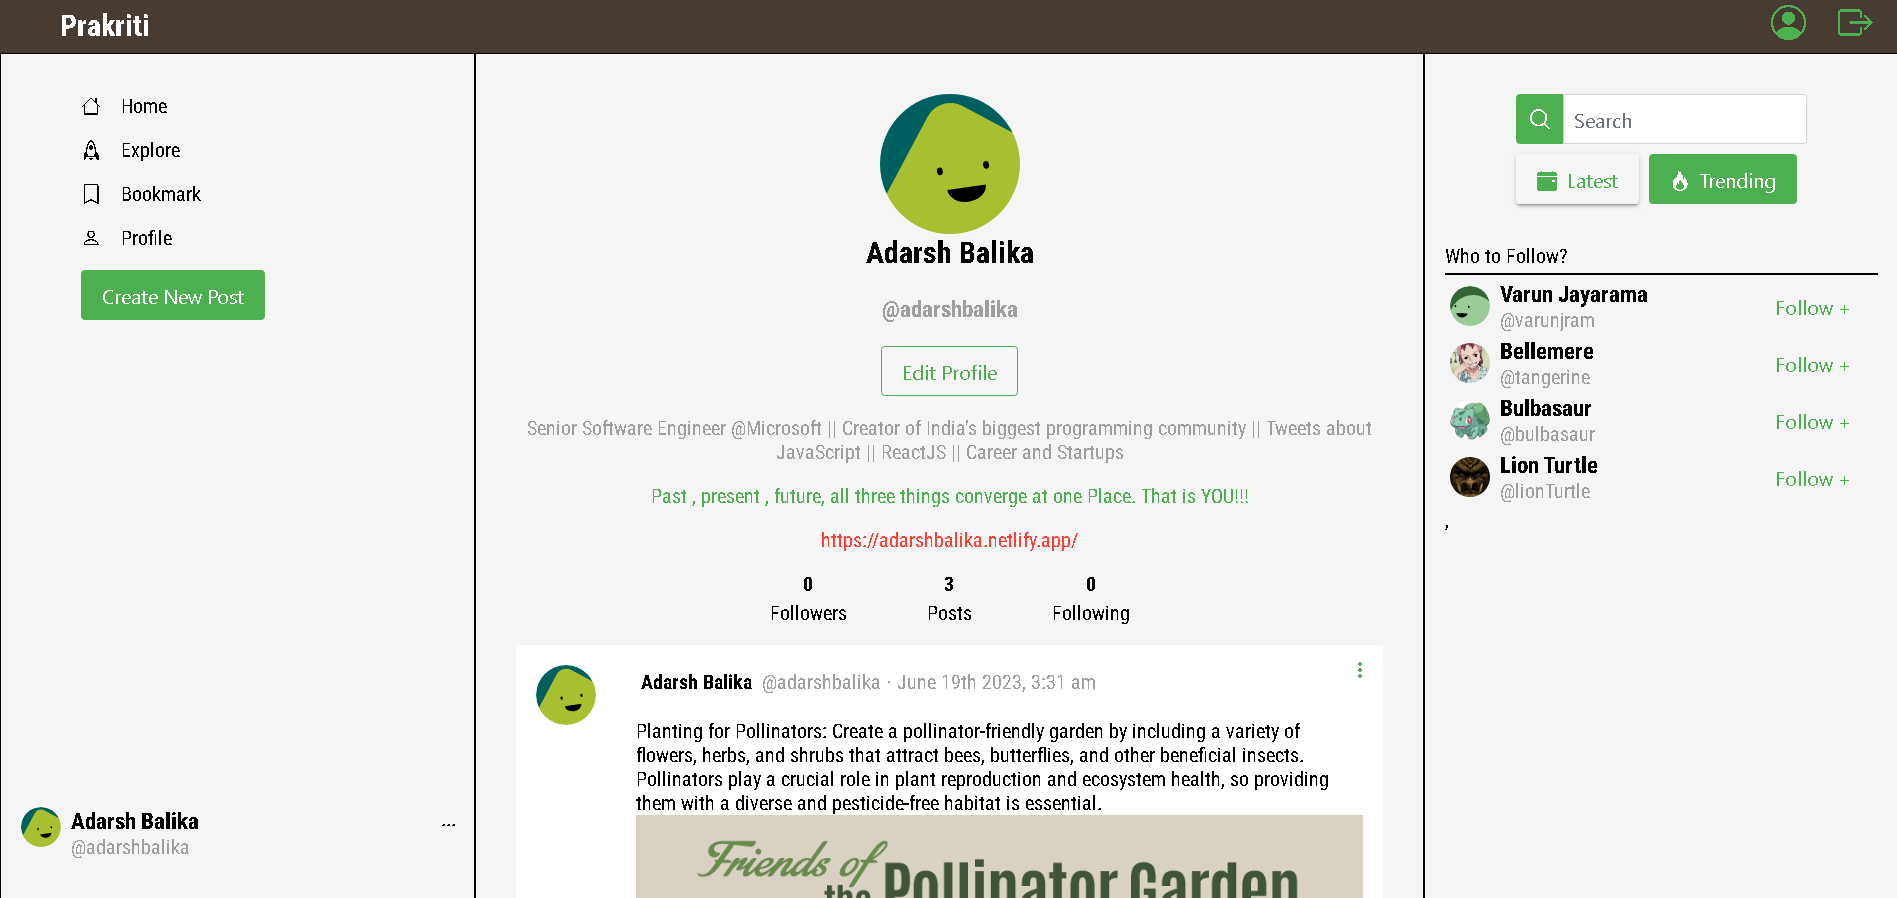 Prakriti
Home
Explore
Bookmark
Profile
Create New Post
Adarsh Balika
...
@adarshbalika
Adarsh Balika
@adarshbalika
Edit Profile
Senior Software Engineer @Microsoft || Creator of India's biggest programming community || Tweets about
JavaScript || ReactJS || Career and Startups
Past , present , future, all three things converge at one Place. That is YOU!!!
https://adarshbalika.netlify.app/
0 3 0
Followers Posts Following
Adarsh Balika @adarshbalika · June 19th 2023, 3:31 am
Planting for Pollinators: Create a pollinator-friendly garden by including a variety of
flowers, herbs, and shrubs that attract bees, butterflies, and other beneficial insects.
Pollinators play a crucial role in plant reproduction and ecosystem health, so providing
them with a diverse and pesticide-free habitat is essential.
Friends of
the Pollinator Garden
Search
Latest Trending
Who to Follow?
Varun Jayarama
@varunjram
Follow +
Bellemere
@tangerine
Follow +
Bulbasaur
@bulbasaur
Follow +
Lion Turtle
@lionTurtle
Follow +
,